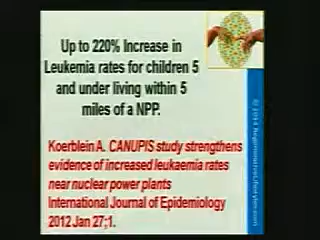 Up to 220% Increase in
Leukemia rates for children 5
and under living within 5
miles of a NPP.
Koerblein A. CANUPIS study strengthens
evidence of increased leukaemia rates
near nuclear power plants
International Journal of Epidemiology
2012 Jan 27;1.